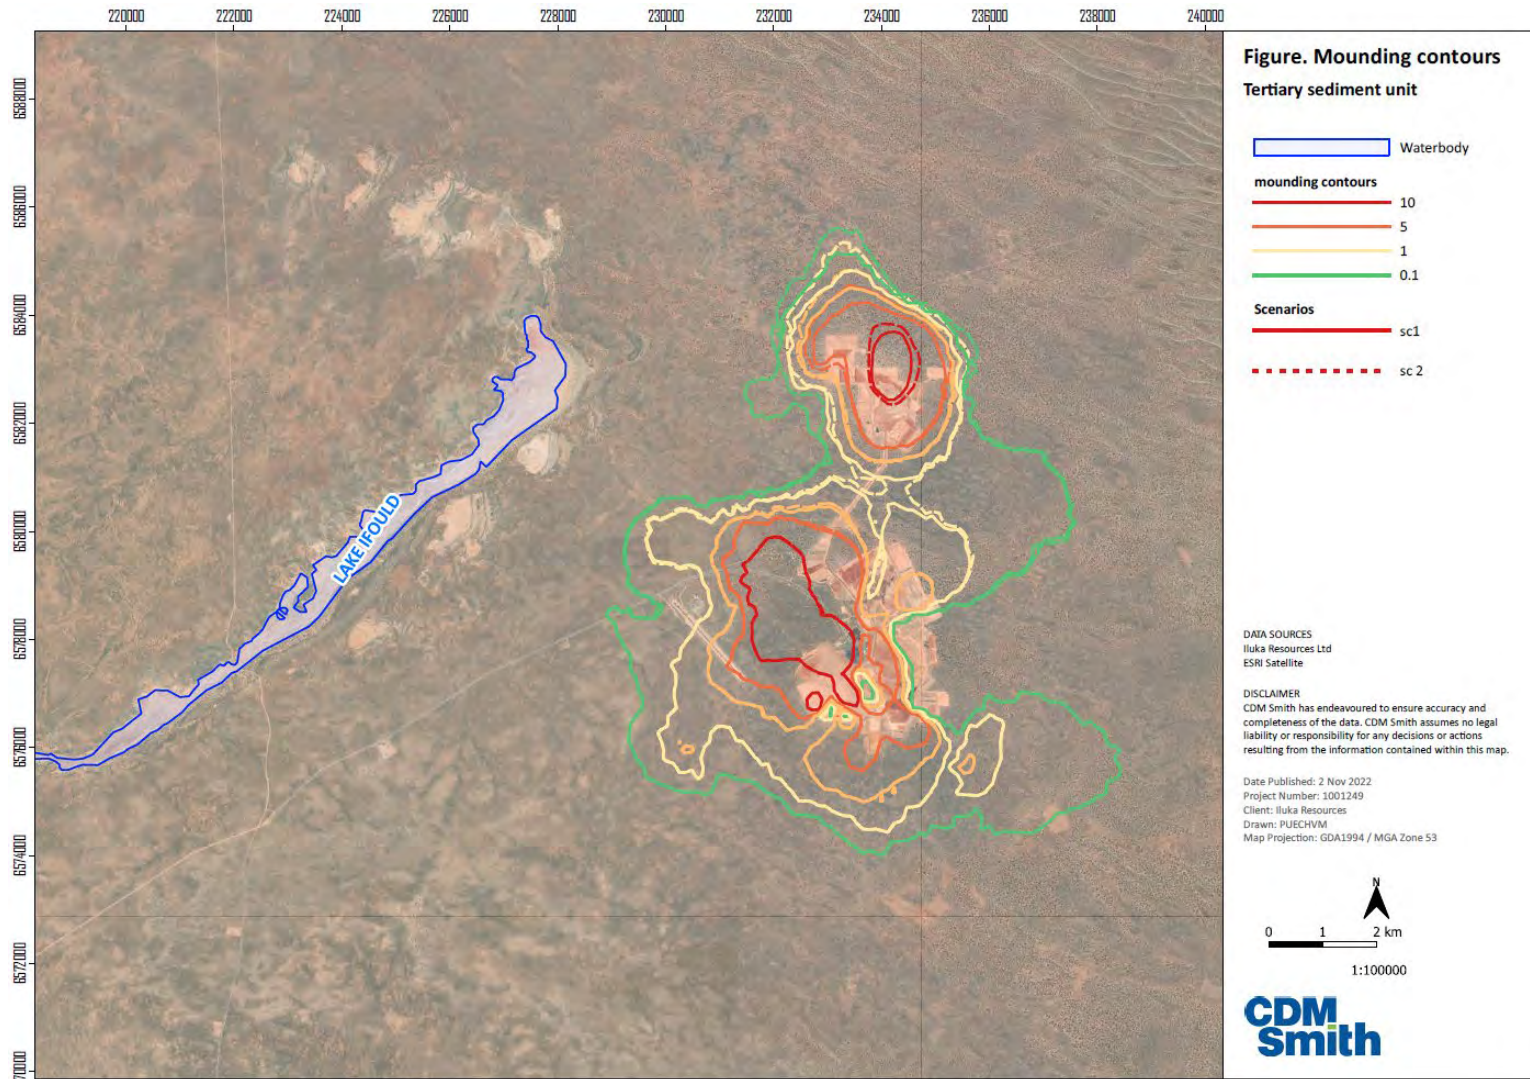 220000 222000 224000 226000 228000 230000 232000 234000 236000 238000 240000
6588000
6586000
6584000
6582000
6580000
6578000
6576000
6574000
6572000
70000
LAKE IFOULD
Figure. Mounding contours
Tertiary sediment unit
Waterbody
mounding contours
10
5
1
0.1
Scenarios
sc1
sc 2
DATA SOURCES
Iluka Resources Ltd
ESRI Satellite
DISCLAIMER
CDM Smith has endeavoured to ensure accuracy and
completeness of the data. CDM Smith assumes no legal
liability or responsibility for any decisions or actions
resulting from the information contained within this map.
Date Published: 2 Nov 2022
Project Number: 1001249
Client: Iluka Resources
Drawn: PUECHVM
Map Projection: GDA1994 / MGA Zone 53
N
0 1 2 km
1:100000
CDM
Smith